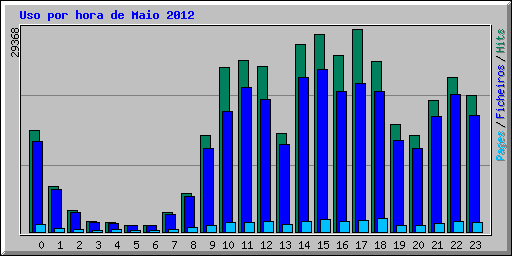 Uso por hora de Maio 2012
29368
Pages / Ficheiros / Hits
0 1 2 3 4 5 6 7 8 9 10 11 12 13 14 15 16 17 18 19 20 21 22 23